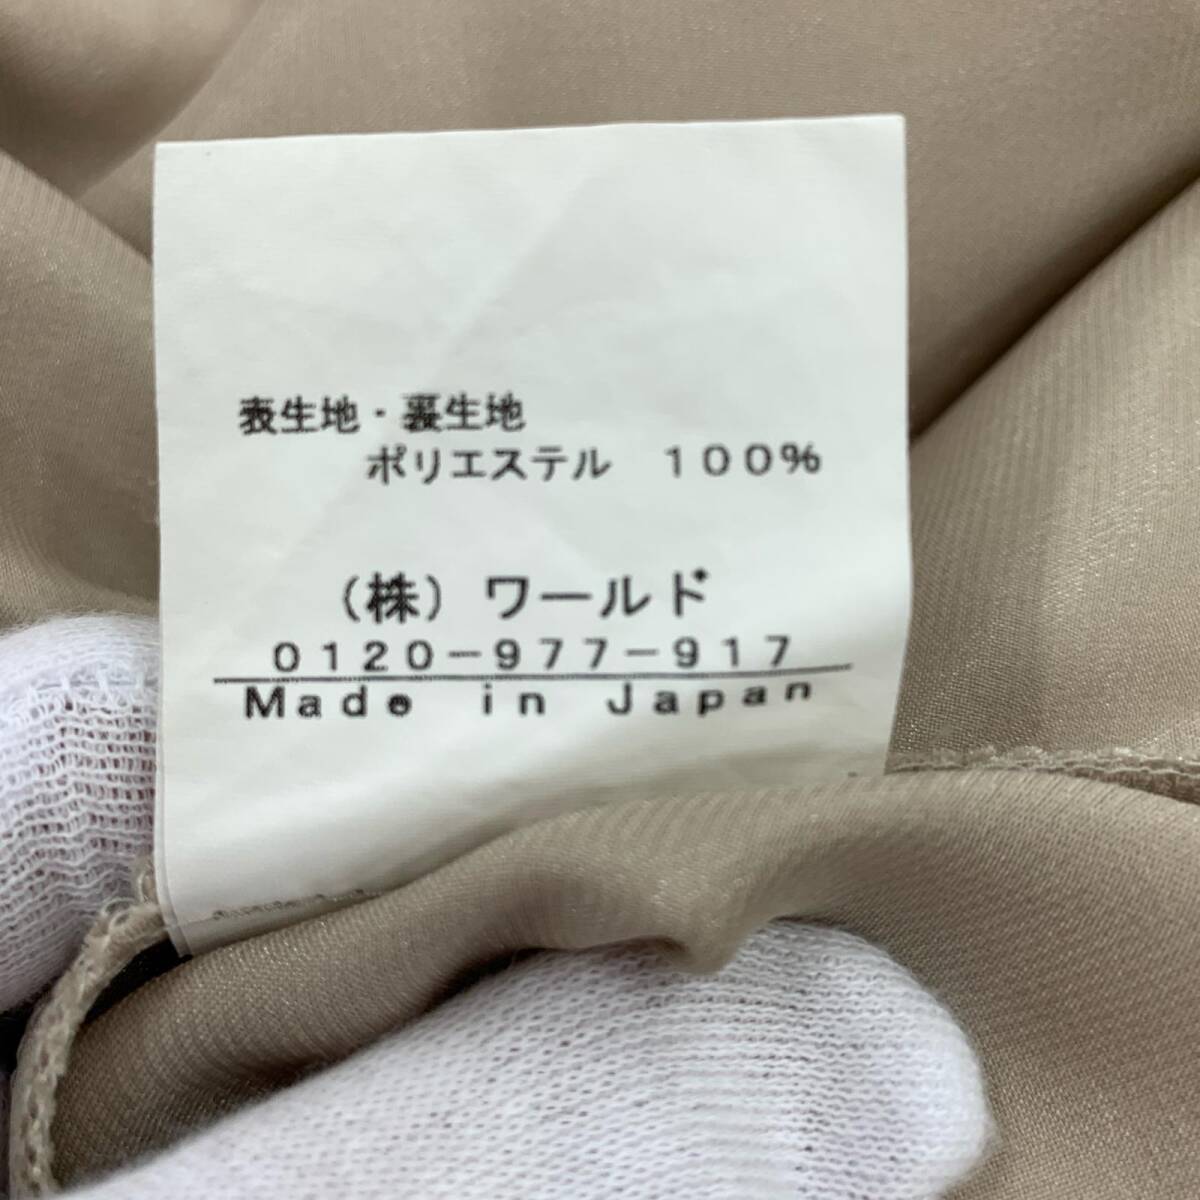 表生地・裏生地
ポリエステル 100%
(株)ワールド
0120-977-917
Made in Japan